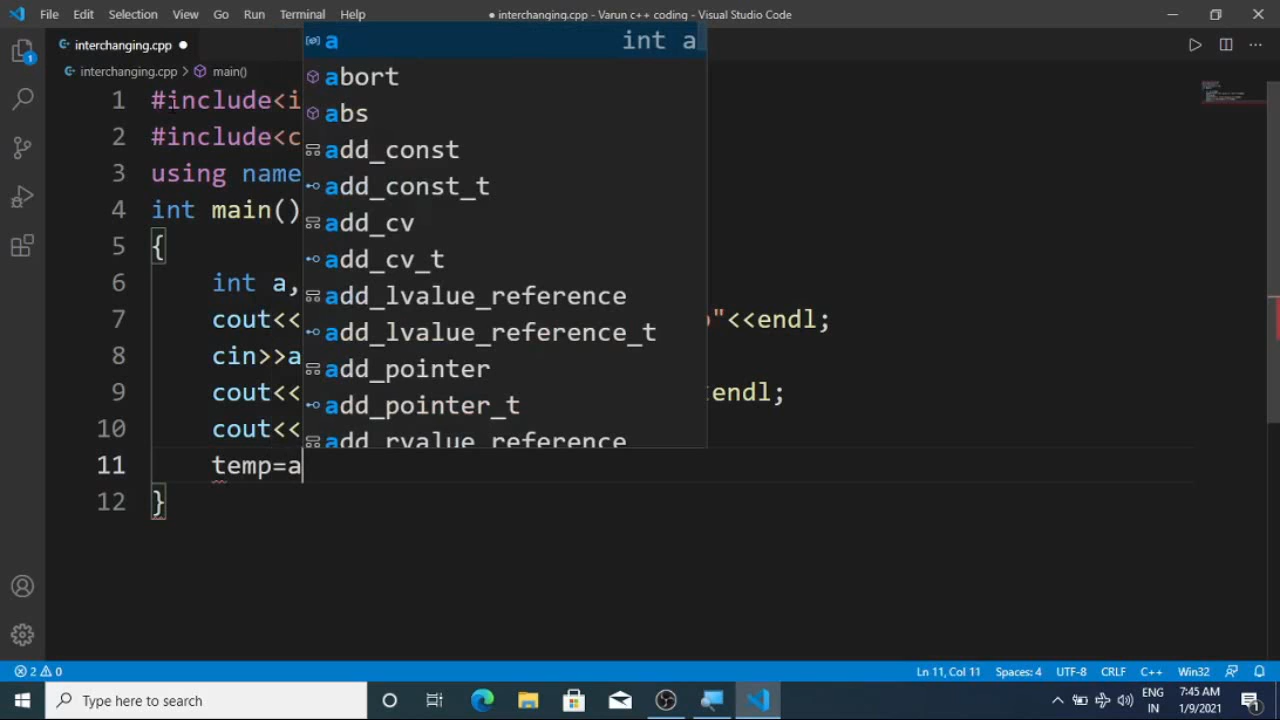 File Edit Selection View Go Run Terminal Help
● interchanging.cpp - Varun c++ coding - Visual Studio Code
interchanging.cpp ●
interchanging.cpp > main()
1 #include<i
2 #include<c
3 using name
4 int main()
5 {
6 int a,
7 cout<< "<<endl;
8 cin>>a
9 cout<< endl;
10 cout<<
11 temp=a
12 }
a int a
abort
abs
add_const
add_const_t
add_cv
add_cv_t
add_lvalue_reference
add_lvalue_reference_t
add_pointer
add_pointer_t
add_rvalue_reference
1
2 0
Ln 11, Col 11 Spaces: 4 UTF-8 CRLF C++ Win32
Type here to search
ENG IN
7:45 AM
1/9/2021
1